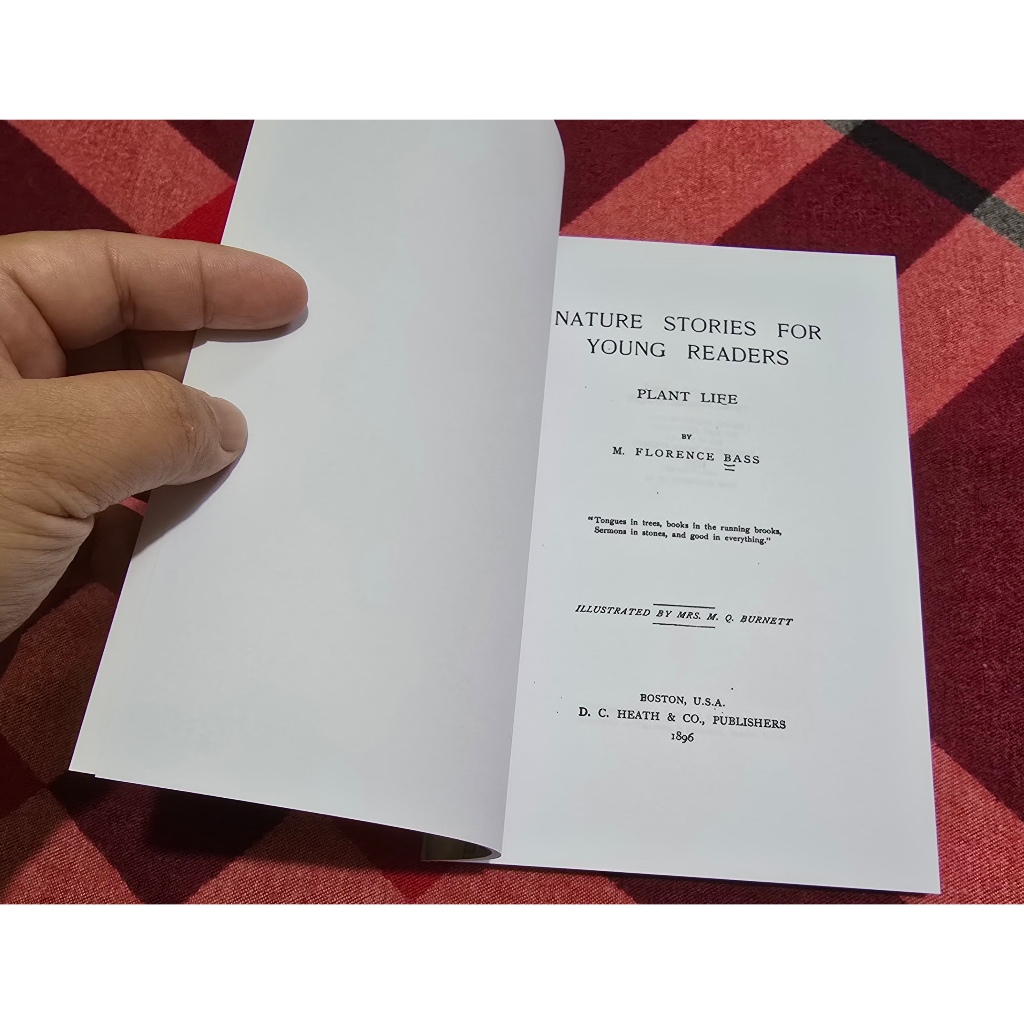 NATURE STORIES FOR
YOUNG READERS
PLANT LIFE
BY
M. FLORENCE BASS
"Tongues in trees, books in the running brooks,
Sermons in stones, and good in everything."
ILLUSTRATED BY MRS. M. Q. BURNETT
BOSTON, U.S.A.
D. C. HEATH & CO., PUBLISHERS
1896